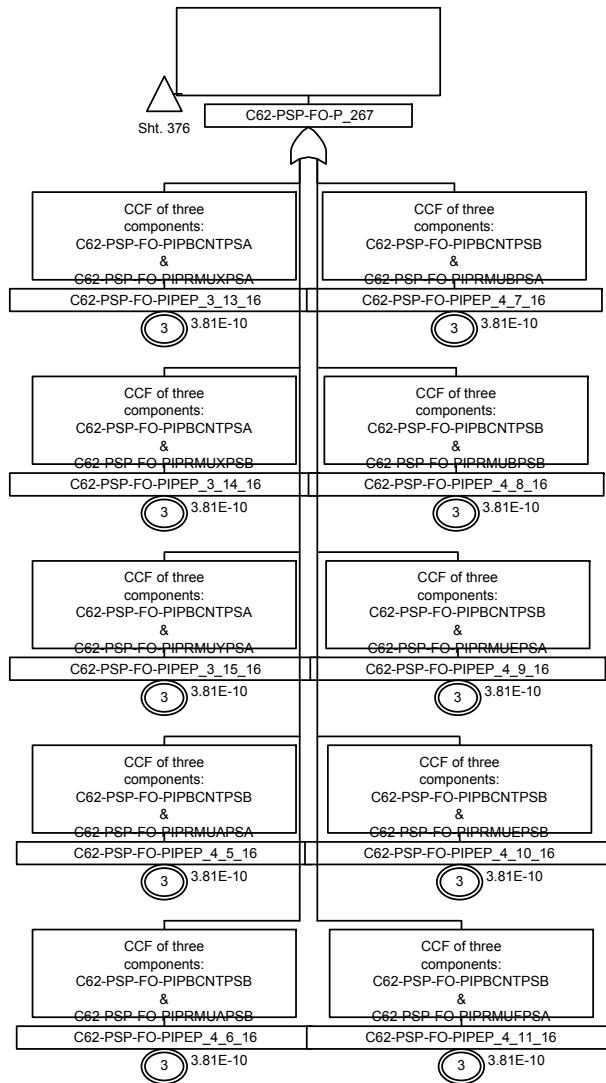 Sht. 376
C62-PSP-FO-P_267
CCF of three
components:
C62-PSP-FO-PIPBCNTPSA
&
C62-PSP-FO-PIPRMUXPSA
C62-PSP-FO-PIPEP_3_13_16
3
3.81E-10
CCF of three
components:
C62-PSP-FO-PIPBCNTPSB
&
C62-PSP-FO-PIPRMUBPSA
C62-PSP-FO-PIPEP_4_7_16
3
3.81E-10
CCF of three
components:
C62-PSP-FO-PIPBCNTPSA
&
C62-PSP-FO-PIPRMUXPSB
C62-PSP-FO-PIPEP_3_14_16
3
3.81E-10
CCF of three
components:
C62-PSP-FO-PIPBCNTPSB
&
C62-PSP-FO-PIPRMUBPSB
C62-PSP-FO-PIPEP_4_8_16
3
3.81E-10
CCF of three
components:
C62-PSP-FO-PIPBCNTPSA
&
C62-PSP-FO-PIPRMUYPSA
C62-PSP-FO-PIPEP_3_15_16
3
3.81E-10
CCF of three
components:
C62-PSP-FO-PIPBCNTPSB
&
C62-PSP-FO-PIPRMUEPSA
C62-PSP-FO-PIPEP_4_9_16
3
3.81E-10
CCF of three
components:
C62-PSP-FO-PIPBCNTPSB
&
C62-PSP-FO-PIPRMUAPSA
C62-PSP-FO-PIPEP_4_5_16
3
3.81E-10
CCF of three
components:
C62-PSP-FO-PIPBCNTPSB
&
C62-PSP-FO-PIPRMUEPSB
C62-PSP-FO-PIPEP_4_10_16
3
3.81E-10
CCF of three
components:
C62-PSP-FO-PIPBCNTPSB
&
C62-PSP-FO-PIPRMUAPSB
C62-PSP-FO-PIPEP_4_6_16
3
3.81E-10
CCF of three
components:
C62-PSP-FO-PIPBCNTPSB
&
C62-PSP-FO-PIPRMUFPSA
C62-PSP-FO-PIPEP_4_11_16
3
3.81E-10